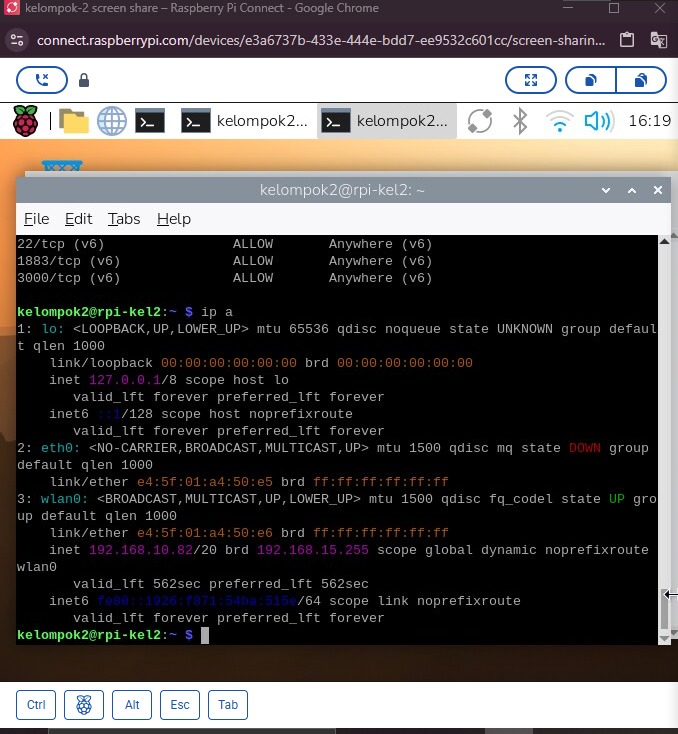 kelompok-2 screen share – Raspberry Pi Connect - Google Chrome
connect.raspberrypi.com/devices/e3a6737b-433e-444e-bdd7-ee9532c601cc/screen-sharin...
kelompok2...
kelompok2...
16:19
kelompok2@rpi-kel2: ~
File Edit Tabs Help
22/tcp (v6) ALLOW Anywhere (v6)
1883/tcp (v6) ALLOW Anywhere (v6)
3000/tcp (v6) ALLOW Anywhere (v6)
kelompok2@rpi-kel2:~ $ ip a
1: lo: <LOOPBACK,UP,LOWER_UP> mtu 65536 qdisc noqueue state UNKNOWN group defaul
t qlen 1000
link/loopback 00:00:00:00:00:00 brd 00:00:00:00:00:00
inet 127.0.0.1/8 scope host lo
valid_lft forever preferred_lft forever
inet6 ::1/128 scope host noprefixroute
valid_lft forever preferred_lft forever
2: eth0: <NO-CARRIER,BROADCAST,MULTICAST,UP> mtu 1500 qdisc mq state DOWN group
default qlen 1000
link/ether e4:5f:01:a4:50:e5 brd ff:ff:ff:ff:ff:ff
3: wlan0: <BROADCAST,MULTICAST,UP,LOWER_UP> mtu 1500 qdisc fq_codel state UP gro
up default qlen 1000
link/ether e4:5f:01:a4:50:e6 brd ff:ff:ff:ff:ff:ff
inet 192.168.10.82/20 brd 192.168.15.255 scope global dynamic noprefixroute
wlan0
valid_lft 562sec preferred_lft 562sec
inet6 fe80::1926:f871:54ba:515e/64 scope link noprefixroute
valid_lft forever preferred_lft forever
kelompok2@rpi-kel2:~ $
Ctrl Alt Esc Tab